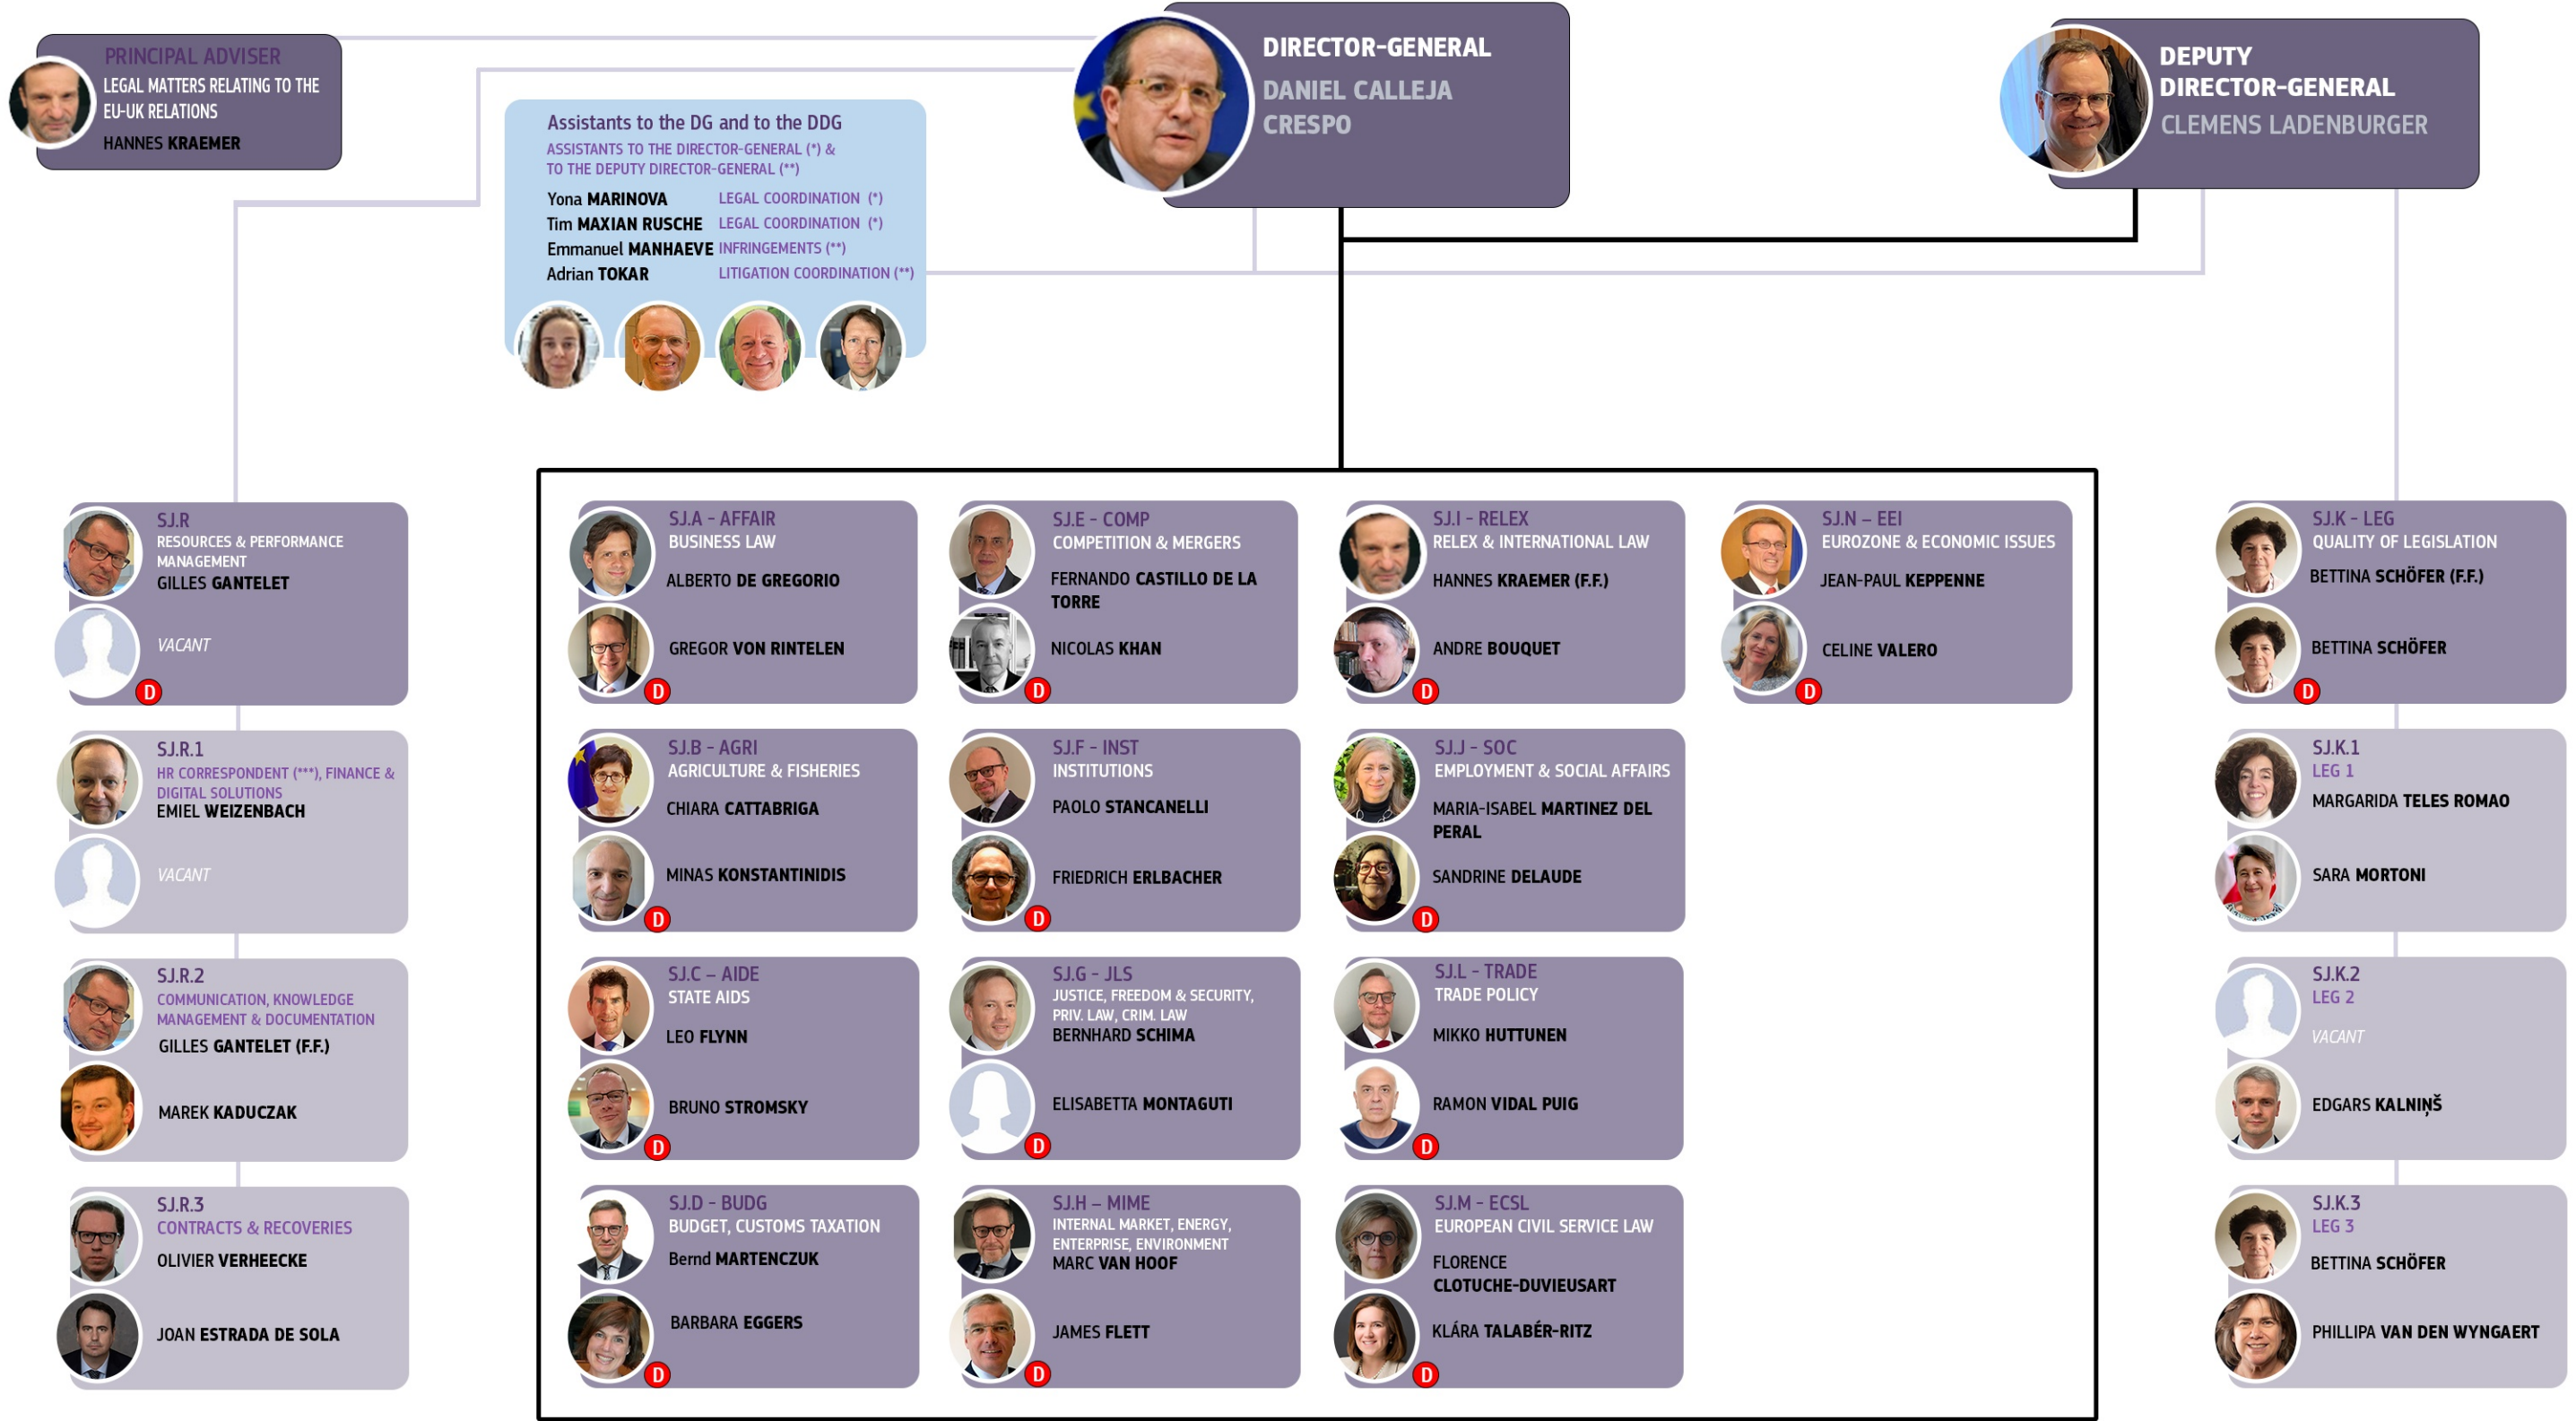 PRINCIPAL ADVISER
LEGAL MATTERS RELATING TO THE
EU-UK RELATIONS
HANNES KRAEMER
DIRECTOR-GENERAL
DANIEL CALLEJA
CRESPO
DEPUTY
DIRECTOR-GENERAL
CLEMENS LADENBURGER
Assistants to the DG and to the DDG
ASSISTANTS TO THE DIRECTOR-GENERAL (*) &
TO THE DEPUTY DIRECTOR-GENERAL (**)
Yona MARINOVA LEGAL COORDINATION (*)
Tim MAXIAN RUSCHE LEGAL COORDINATION (*)
Emmanuel MANHAEVE INFRINGEMENTS (**)
Adrian TOKAR LITIGATION COORDINATION (**)
SJ.R
RESOURCES & PERFORMANCE
MANAGEMENT
GILLES GANTELET
VACANT
D
SJ.R.1
HR CORRESPONDENT (***), FINANCE &
DIGITAL SOLUTIONS
EMIEL WEIZENBACH
VACANT
SJ.R.2
COMMUNICATION, KNOWLEDGE
MANAGEMENT & DOCUMENTATION
GILLES GANTELET (F.F.)
MAREK KADUCZAK
SJ.R.3
CONTRACTS & RECOVERIES
OLIVIER VERHEECKE
JOAN ESTRADA DE SOLA
SJ.A - AFFAIR
BUSINESS LAW
ALBERTO DE GREGORIO
GREGOR VON RINTELEN
D
SJ.B - AGRI
AGRICULTURE & FISHERIES
CHIARA CATTABRIGA
MINAS KONSTANTINIDIS
D
SJ.C – AIDE
STATE AIDS
LEO FLYNN
BRUNO STROMSKY
D
SJ.D - BUDG
BUDGET, CUSTOMS TAXATION
Bernd MARTENCZUK
BARBARA EGGERS
D
SJ.E - COMP
COMPETITION & MERGERS
FERNANDO CASTILLO DE LA
TORRE
NICOLAS KHAN
D
SJ.F - INST
INSTITUTIONS
PAOLO STANCANELLI
FRIEDRICH ERLBACHER
D
SJ.G - JLS
JUSTICE, FREEDOM & SECURITY,
PRIV. LAW, CRIM. LAW
BERNHARD SCHIMA
ELISABETTA MONTAGUTI
D
SJ.H – MIME
INTERNAL MARKET, ENERGY,
ENTERPRISE, ENVIRONMENT
MARC VAN HOOF
JAMES FLETT
D
SJ.I - RELEX
RELEX & INTERNATIONAL LAW
HANNES KRAEMER (F.F.)
ANDRE BOUQUET
D
SJ.J - SOC
EMPLOYMENT & SOCIAL AFFAIRS
MARIA-ISABEL MARTINEZ DEL
PERAL
SANDRINE DELAUDE
D
SJ.L - TRADE
TRADE POLICY
MIKKO HUTTUNEN
RAMON VIDAL PUIG
D
SJ.M - ECSL
EUROPEAN CIVIL SERVICE LAW
FLORENCE
CLOTUCHE-DUVIEUSART
KLÁRA TALABÉR-RITZ
D
SJ.N – EEI
EUROZONE & ECONOMIC ISSUES
JEAN-PAUL KEPPENNE
CELINE VALERO
D
SJ.K - LEG
QUALITY OF LEGISLATION
BETTINA SCHÖFER (F.F.)
BETTINA SCHÖFER
D
SJ.K.1
LEG 1
MARGARIDA TELES ROMAO
SARA MORTONI
SJ.K.2
LEG 2
VACANT
EDGARS KALNIŅŠ
SJ.K.3
LEG 3
BETTINA SCHÖFER
PHILLIPA VAN DEN WYNGAERT